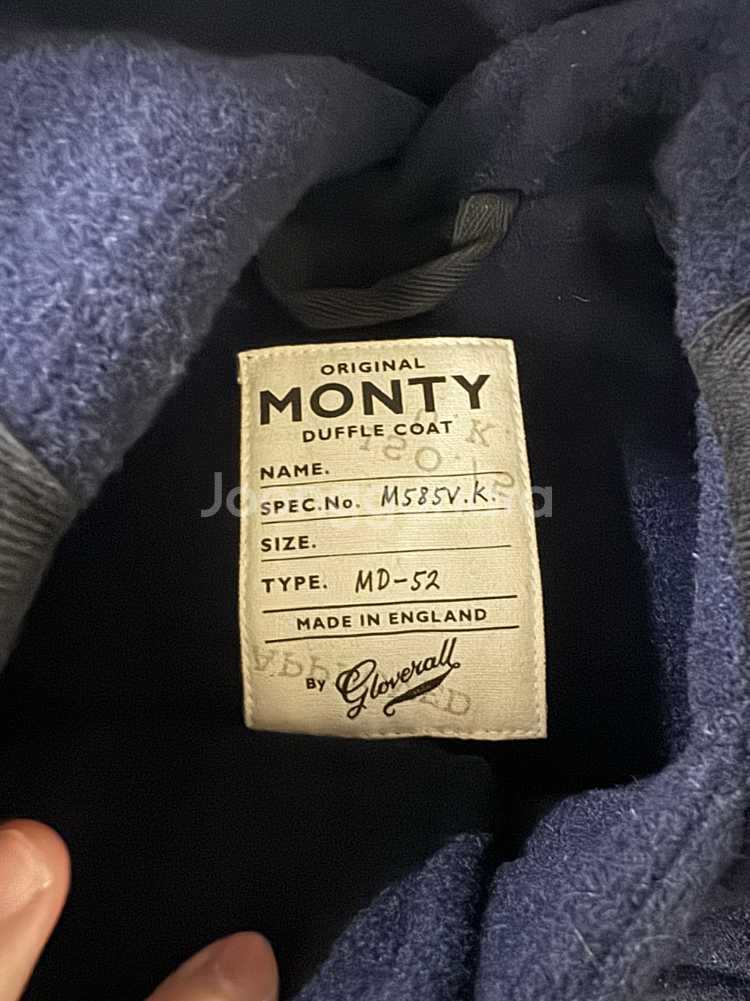 ORIGINAL
MONTY
DUFFLE COAT
NAME.
SPEC.No. M585V.K.
SIZE.
TYPE. MD-52
MADE IN ENGLAND
By Gloverall